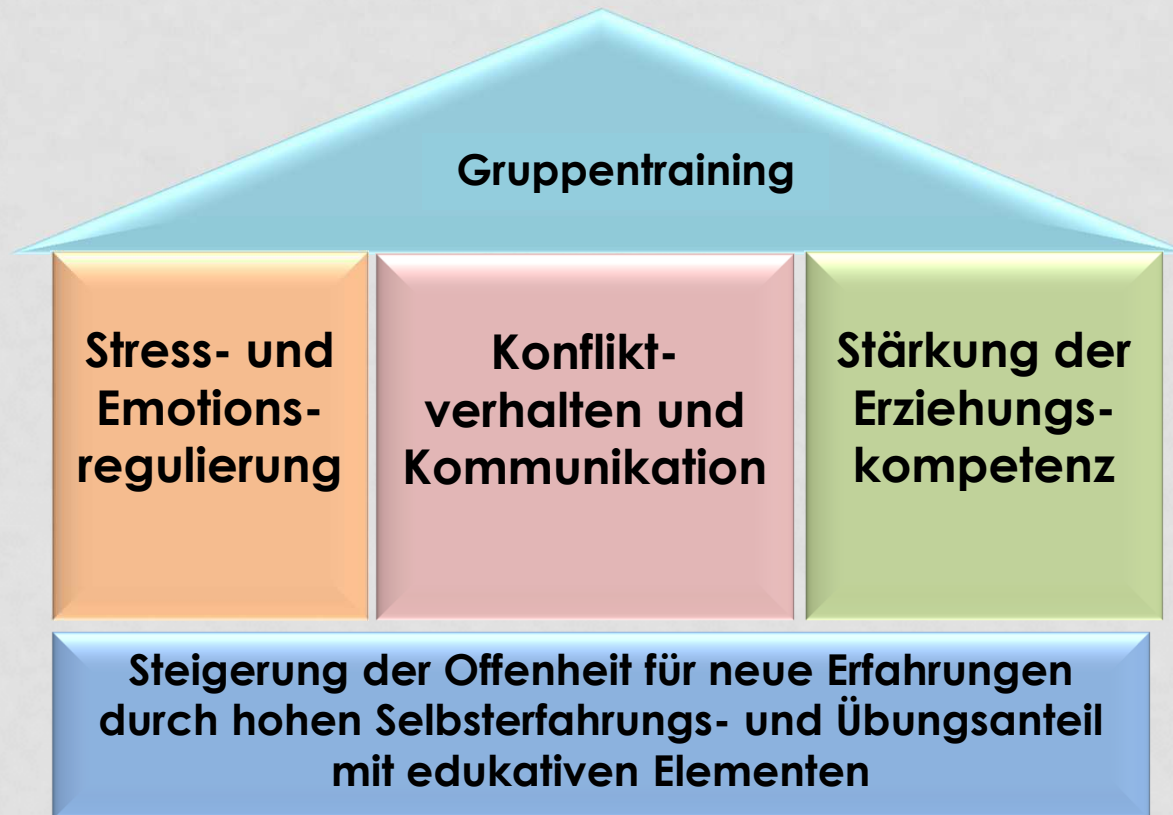 Gruppentraining
Stress- und
Emotions-
regulierung
Konflikt-
verhalten und
Kommunikation
Stärkung der
Erziehungs-
kompetenz
Steigerung der Offenheit für neue Erfahrungen
durch hohen Selbsterfahrungs- und Übungsanteil
mit edukativen Elementen